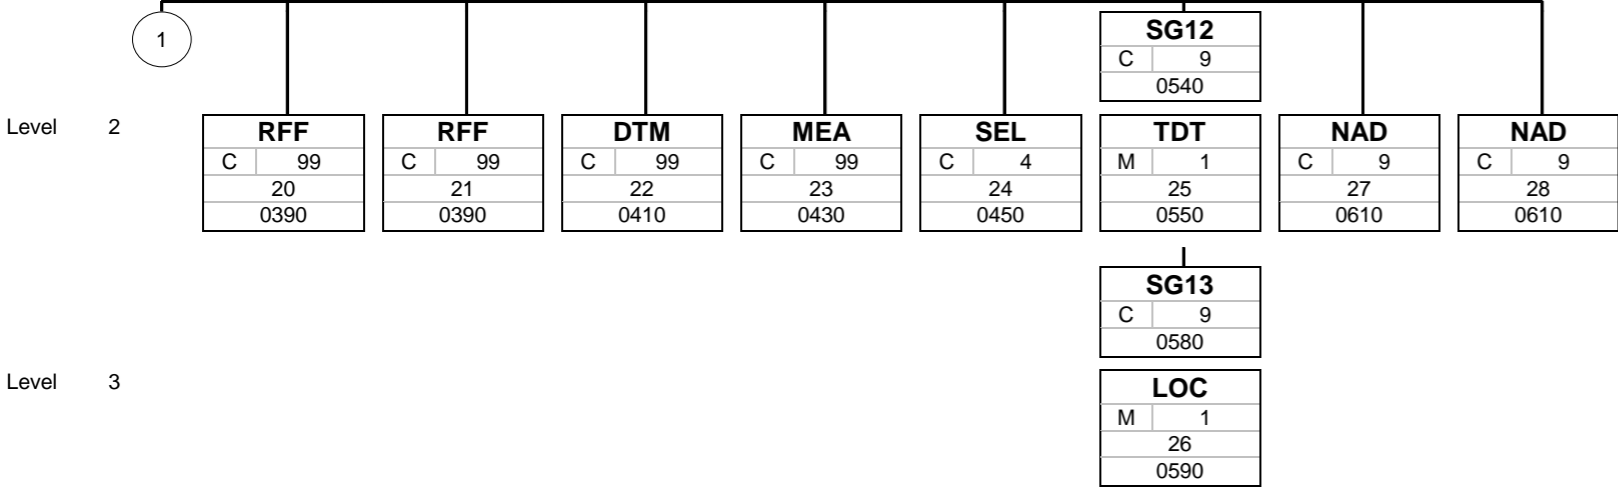 1
SG12
C 9
0540
Level 2
RFF
C 99
20
0390
RFF
C 99
21
0390
DTM
C 99
22
0410
MEA
C 99
23
0430
SEL
C 4
24
0450
TDT
M 1
25
0550
NAD
C 9
27
0610
NAD
C 9
28
0610
SG13
C 9
0580
Level 3
LOC
M 1
26
0590